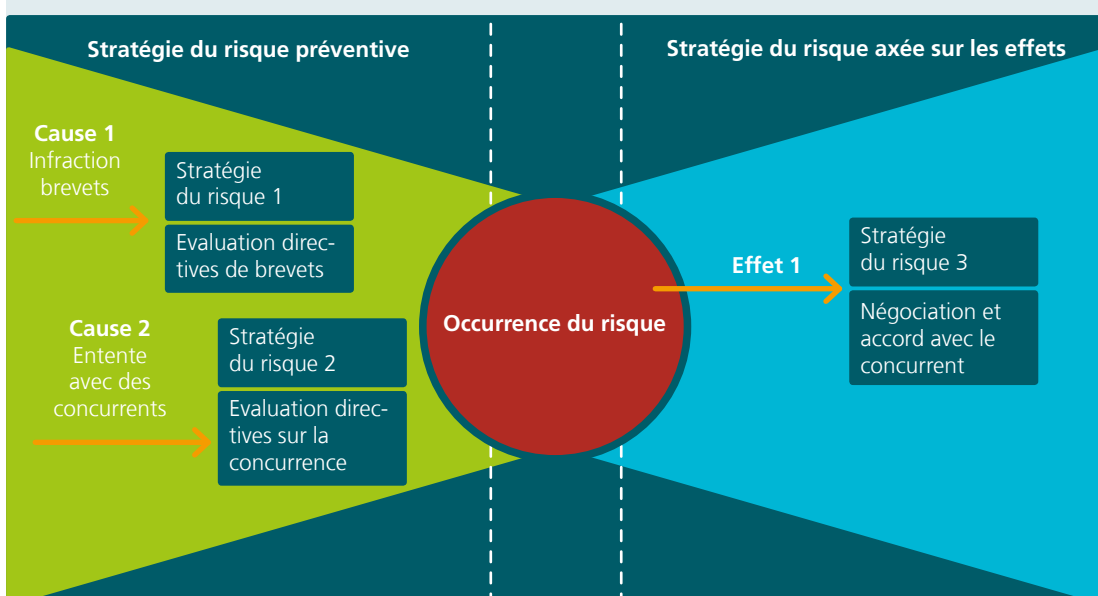 Stratégie du risque préventive
Stratégie du risque axée sur les effets
Cause 1
Infraction
brevets
Stratégie
du risque 1
Evaluation direc-
tives de brevets
Cause 2
Entente
avec des
concurrents
Stratégie
du risque 2
Evaluation direc-
tives sur la
concurrence
Occurrence du risque
Effet 1
Stratégie
du risque 3
Négociation et
accord avec le
concurrent